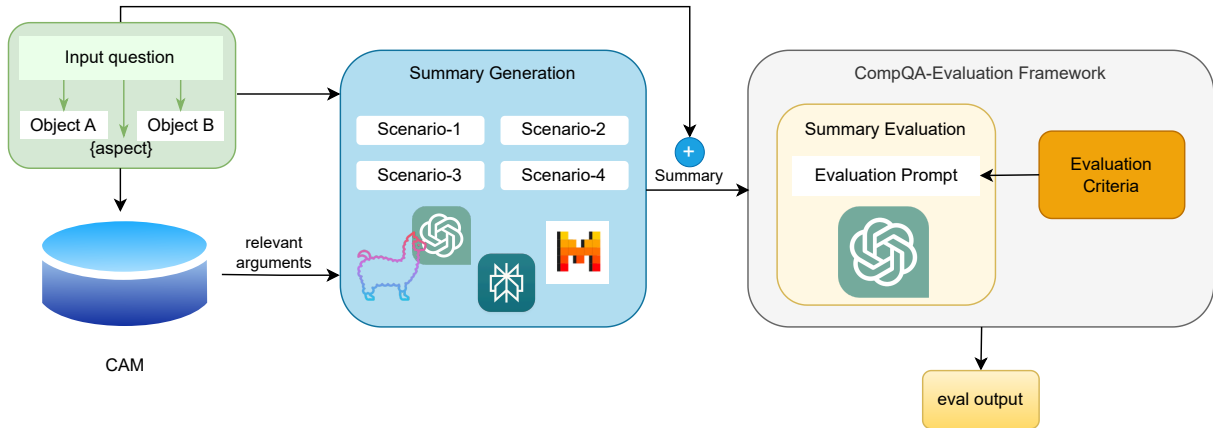 Input question
Object A
Object B
{aspect}
CAM
relevant
arguments
Summary Generation
Scenario-1
Scenario-2
Scenario-3
Scenario-4
+
Summary
CompQA-Evaluation Framework
Summary Evaluation
Evaluation Prompt
Evaluation
Criteria
eval output